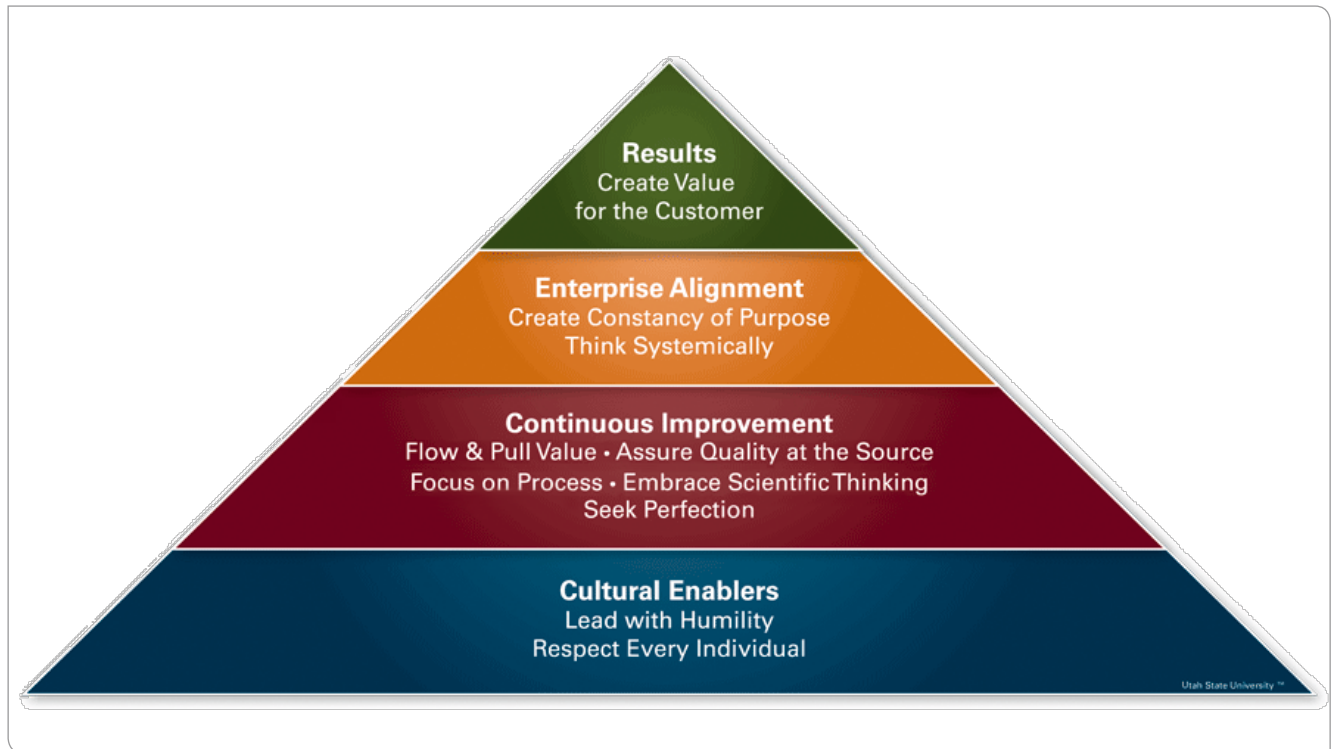 Results
Create Value
for the Customer
Enterprise Alignment
Create Constancy of Purpose
Think Systemically
Continuous Improvement
Flow & Pull Value • Assure Quality at the Source
Focus on Process • Embrace Scientific Thinking
Seek Perfection
Cultural Enablers
Lead with Humility
Respect Every Individual
Utah State University ™